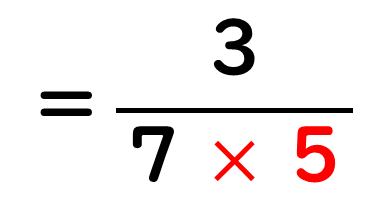 = 3
7 × 5